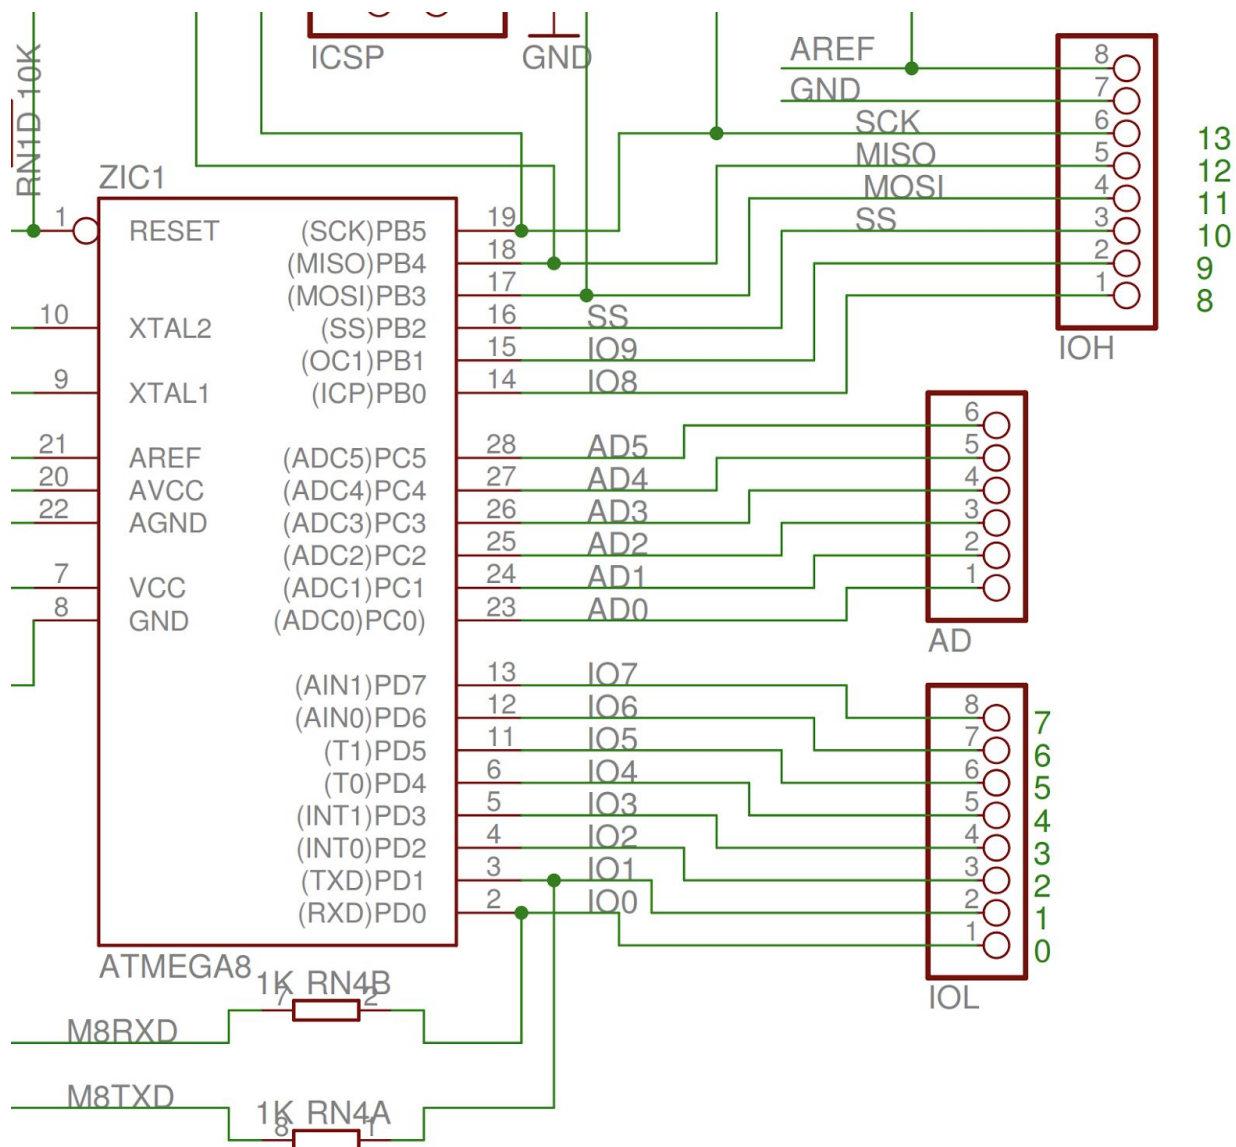 ICSP
GND
RN1D 10K
AREF 8
GND 7
SCK 6 13
MISO 5 12
MOSI 4 11
SS 3 10
2 9
1 8
IOH
ZIC1
1 RESET (SCK)PB5 19
(MISO)PB4 18
(MOSI)PB3 17
10 XTAL2 (SS)PB2 16 SS
(OC1)PB1 15 IO9
9 XTAL1 (ICP)PB0 14 IO8
21 AREF (ADC5)PC5 28 AD5
20 AVCC (ADC4)PC4 27 AD4
22 AGND (ADC3)PC3 26 AD3
(ADC2)PC2 25 AD2
7 VCC (ADC1)PC1 24 AD1
8 GND (ADC0)PC0) 23 AD0
6
5
4
3
2
1
AD
(AIN1)PD7 13 IO7
(AIN0)PD6 12 IO6
(T1)PD5 11 IO5
(T0)PD4 6 IO4
(INT1)PD3 5 IO3
(INT0)PD2 4 IO2
(TXD)PD1 3 IO1
(RXD)PD0 2 IO0
8 7
7 6
6 5
5 4
4 3
3 2
2 1
1 0
IOL
ATMEGA8
1K RN4B
7 2
M8RXD
M8TXD
1K RN4A
8 1